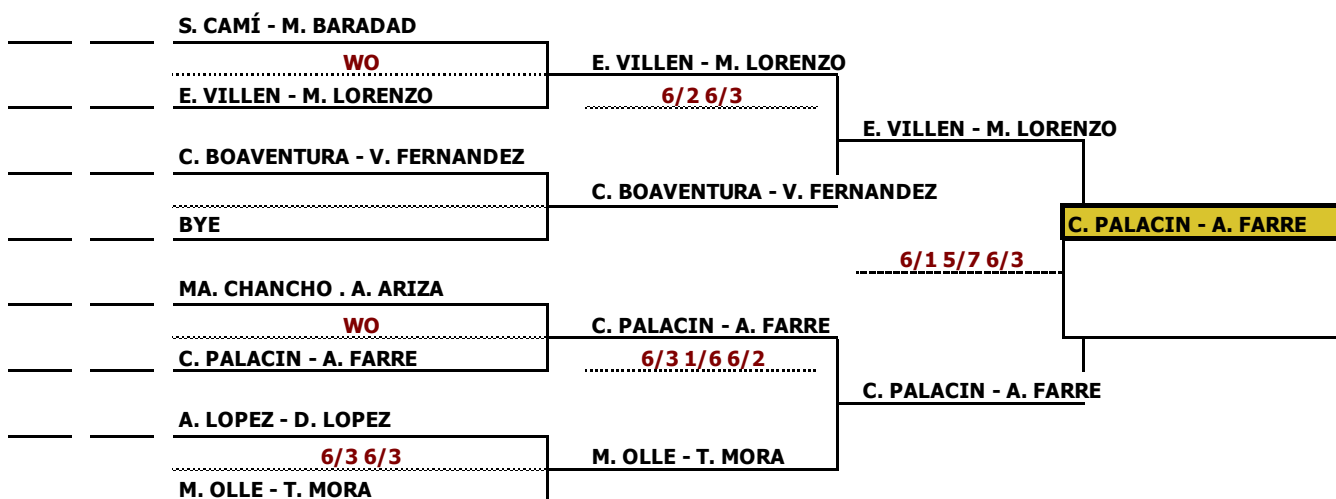 S. CAMÍ - M. BARADAD
WO
E. VILLEN - M. LORENZO
E. VILLEN - M. LORENZO
6/2 6/3
E. VILLEN - M. LORENZO
C. BOAVENTURA - V. FERNANDEZ
C. BOAVENTURA - V. FERNANDEZ
BYE
C. PALACIN - A. FARRE
6/1 5/7 6/3
MA. CHANCHO . A. ARIZA
WO
C. PALACIN - A. FARRE
C. PALACIN - A. FARRE
6/3 1/6 6/2
C. PALACIN - A. FARRE
A. LOPEZ - D. LOPEZ
6/3 6/3
M. OLLE - T. MORA
M. OLLE - T. MORA